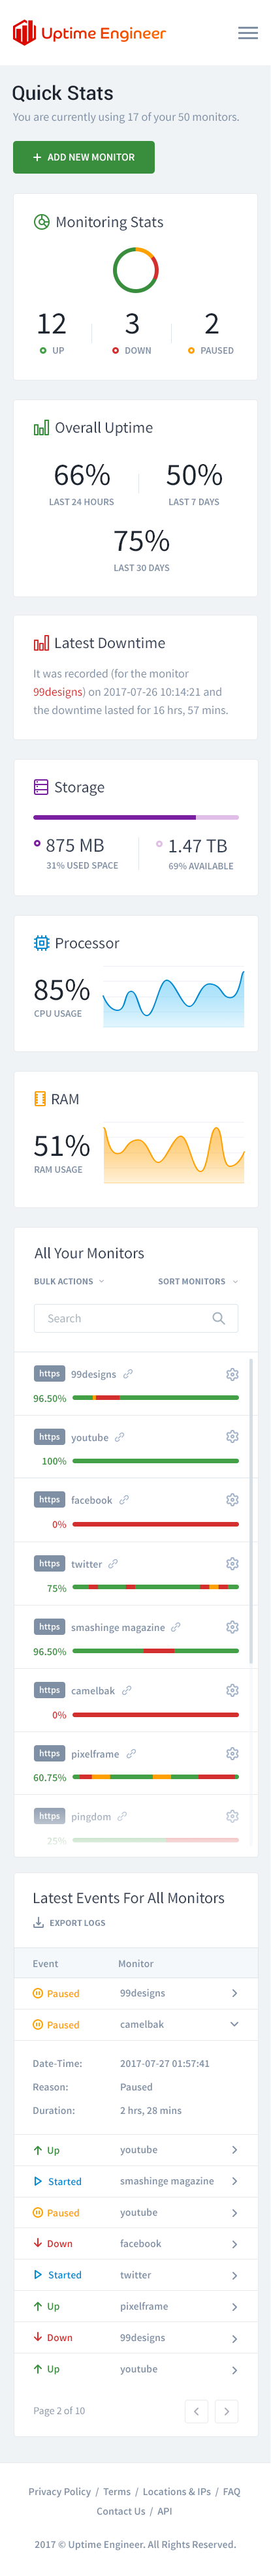 Uptime Engineer
Quick Stats
You are currently using 17 of your 50 monitors.
ADD NEW MONITOR
Monitoring Stats
12
UP
3
DOWN
2
PAUSED
Overall Uptime
66%
LAST 24 HOURS
50%
LAST 7 DAYS
75%
LAST 30 DAYS
Latest Downtime
It was recorded (for the monitor
99designs) on 2017-07-26 10:14:21 and
the downtime lasted for 16 hrs, 57 mins.
Storage
875 MB
31% USED SPACE
1.47 TB
69% AVAILABLE
Processor
85%
CPU USAGE
RAM
51%
RAM USAGE
All Your Monitors
BULK ACTIONS
SORT MONITORS
Search
https 99designs
96.50%
https youtube
100%
https facebook
0%
https twitter
75%
https smashinge magazine
96.50%
https camelbak
0%
https pixelframe
60.75%
https pingdom
25%
Latest Events For All Monitors
EXPORT LOGS
Event Monitor
Paused 99designs
Paused camelbak
Date-Time: 2017-07-27 01:57:41
Reason: Paused
Duration: 2 hrs, 28 mins
Up youtube
Started smashinge magazine
Paused youtube
Down facebook
Started twitter
Up pixelframe
Down 99designs
Up youtube
Page 2 of 10
Privacy Policy / Terms / Locations & IPs / FAQ
Contact Us / API
2017 © Uptime Engineer. All Rights Reserved.